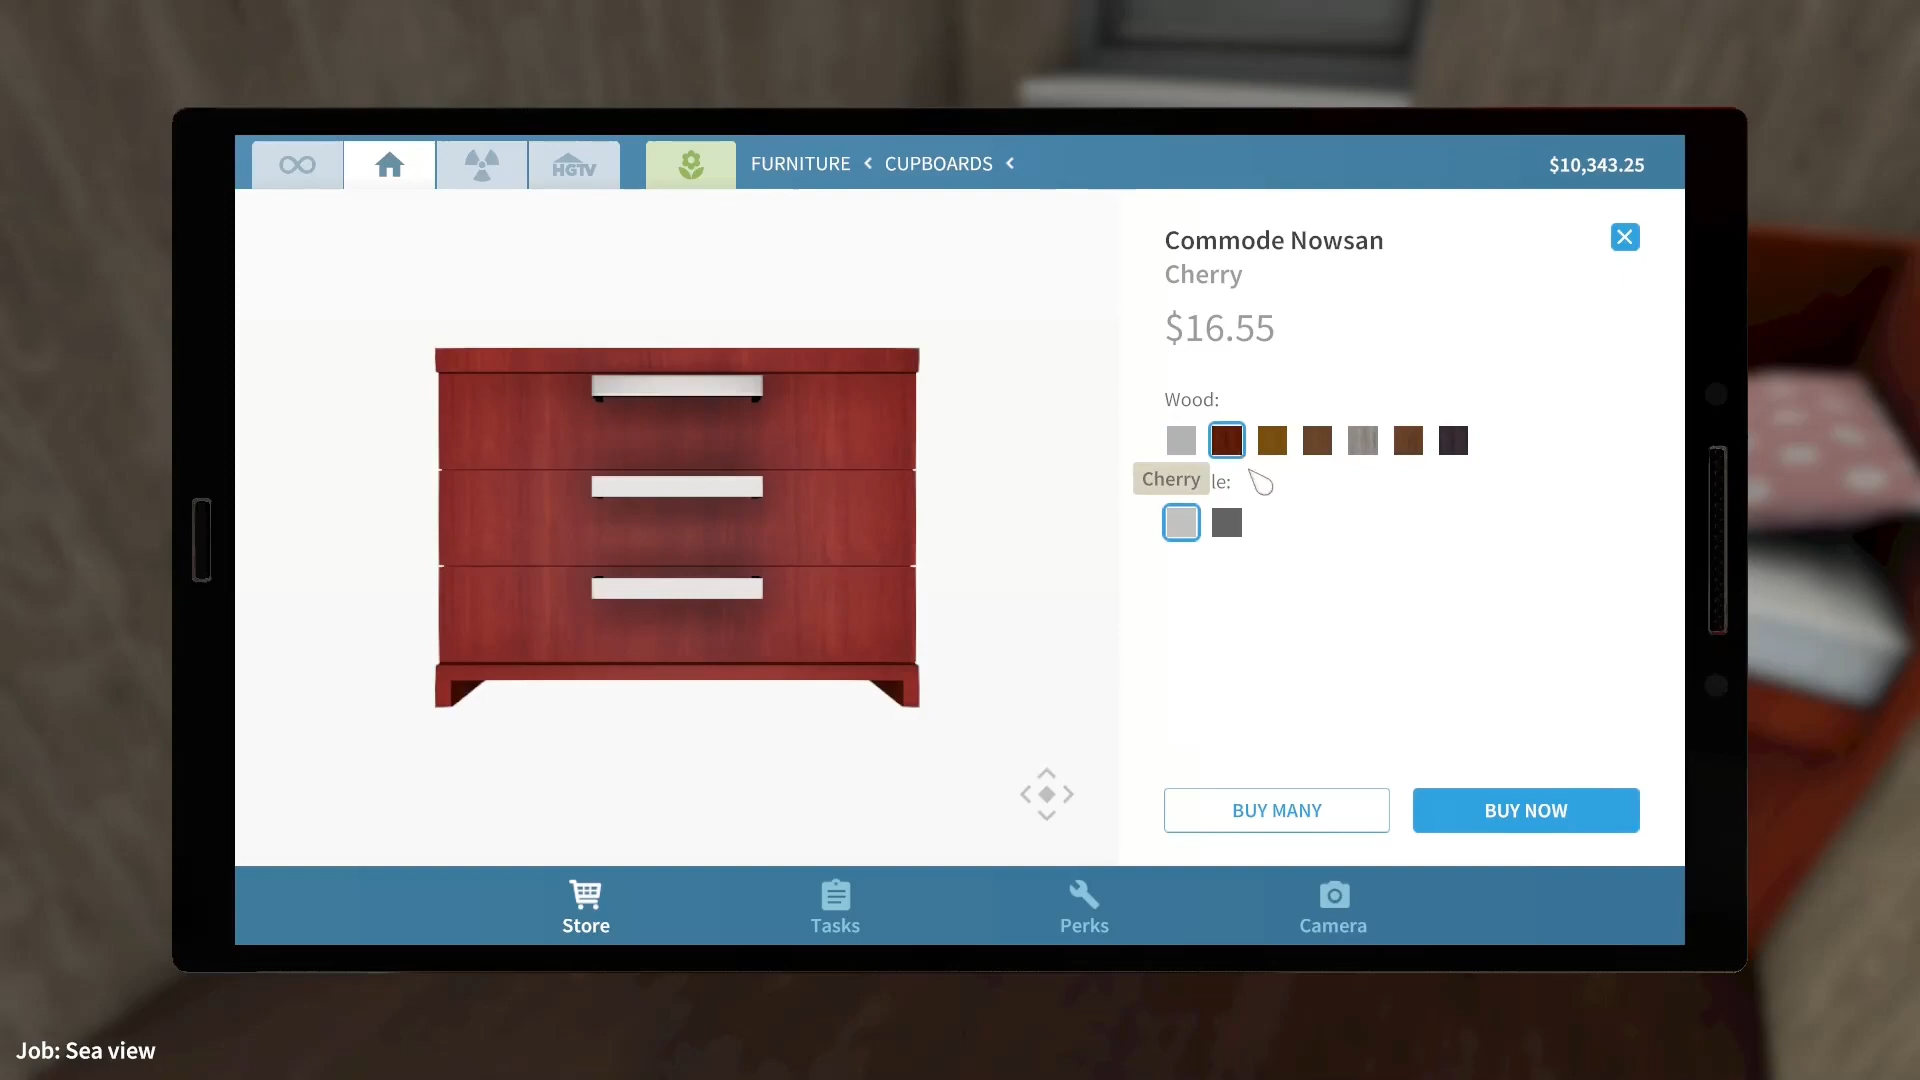 HGTV
FURNITURE < CUPBOARDS <
$10,343.25
Commode Nowsan
Cherry
$16.55
Wood:
Cherry
le:
BUY MANY
BUY NOW
Store
Tasks
Perks
Camera
Job: Sea view